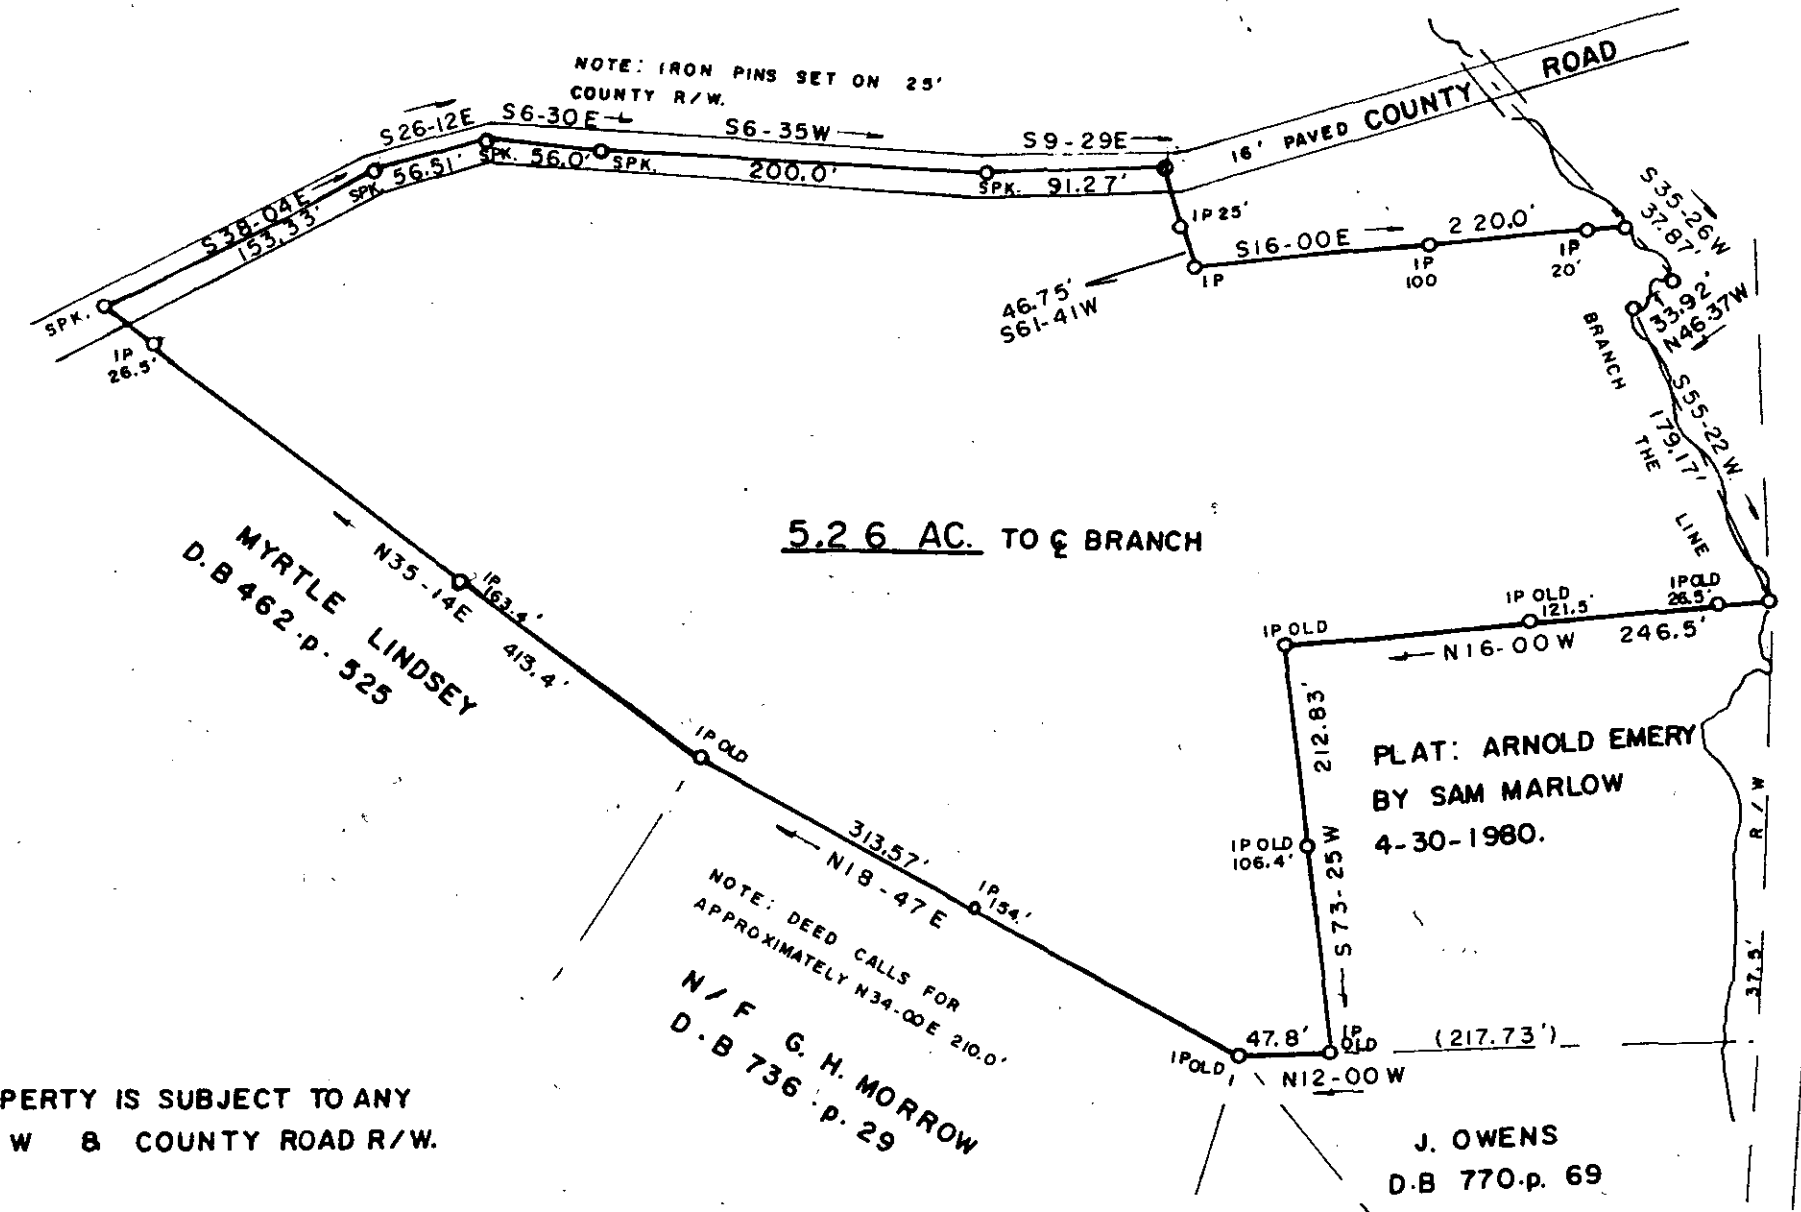 NOTE: IRON PINS SET ON 25'
COUNTY R/W.
S38-04E
153.33'
S26-12E
56.51'
S6-30E
56.0'
S6-35W
200.0'
S9-29E
91.27'
SPK.
SPK.
SPK.
SPK.
SPK.
16' PAVED COUNTY ROAD
IP 25'
IP
46.75'
S61-41W
S16-00E
220.0'
IP
100
IP
20'
S35-26W
37.87'
33.92'
N46.37W
BRANCH
THE
LINE
S55-22W
179.17'
IP
26.5'
N35-14E
413.4'
IP
163.4'
MYRTLE LINDSEY
D.B 462.p. 525
5.26 AC. TO ℄ BRANCH
IP OLD
IP OLD
121.5'
IP OLD
26.5'
N16-00W
246.5'
212.83'
S73-25W
IP OLD
106.4'
PLAT: ARNOLD EMERY
BY SAM MARLOW
4-30-1980.
R/W
37.5'
IP OLD
313.57'
N18-47E
IP
154.'
NOTE: DEED CALLS FOR
APPROXIMATELY N34-00E 210.0'
N/F G. H. MORROW
D.B 736.p. 29
IP OLD
47.8'
IP
OLD
(217.73')
N12-00W
J. OWENS
D.B 770.p. 69
PERTY IS SUBJECT TO ANY
W & COUNTY ROAD R/W.